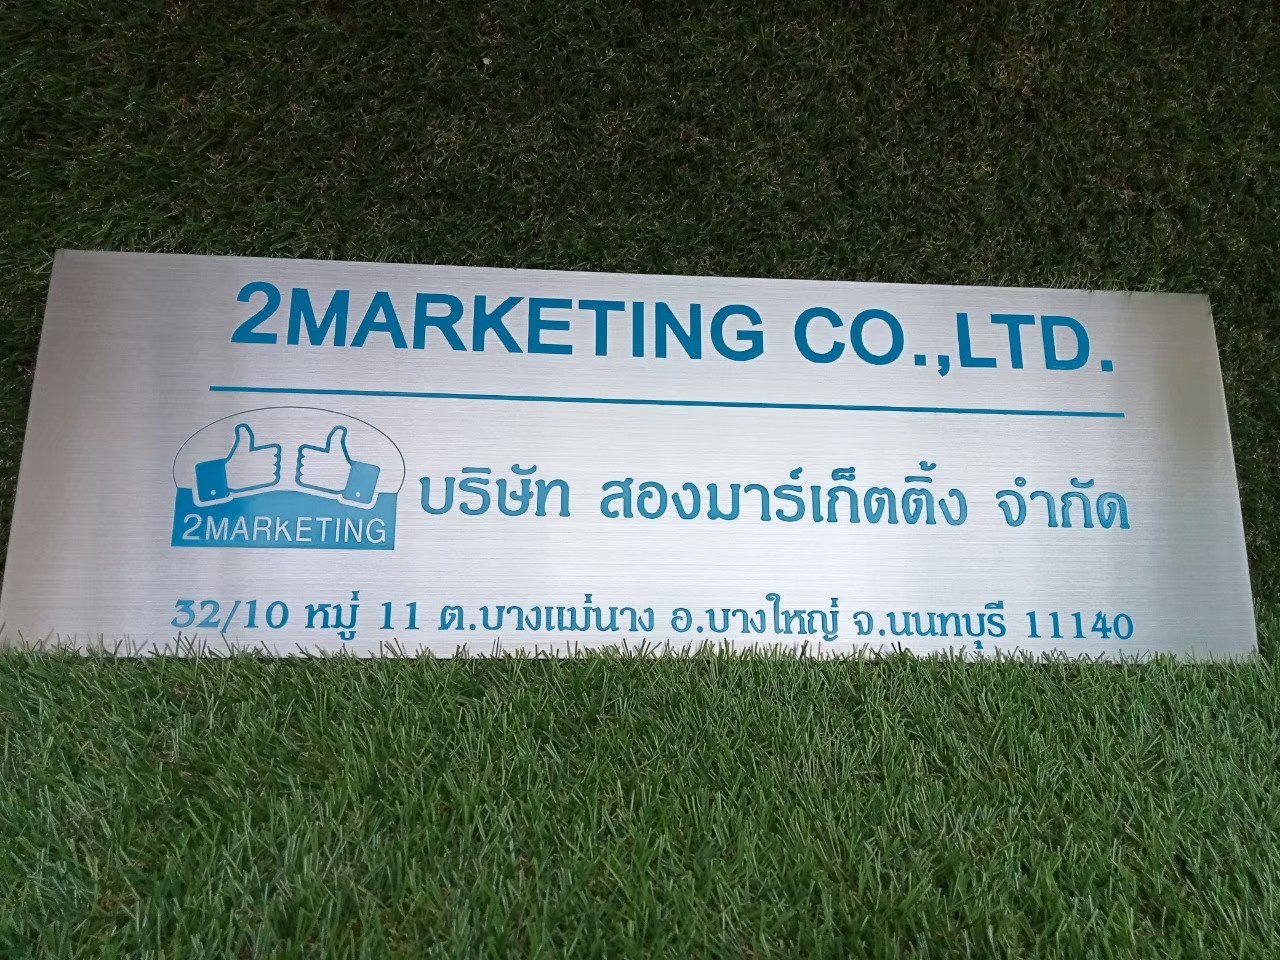 2MARKETING CO.,LTD.
2MARKETING
บริษัท สองมาร์เก็ตติ้ง จำกัด
32/10 หมู่ 11 ต.บางแม่นาง อ.บางใหญ่ จ.นนทบุรี 11140